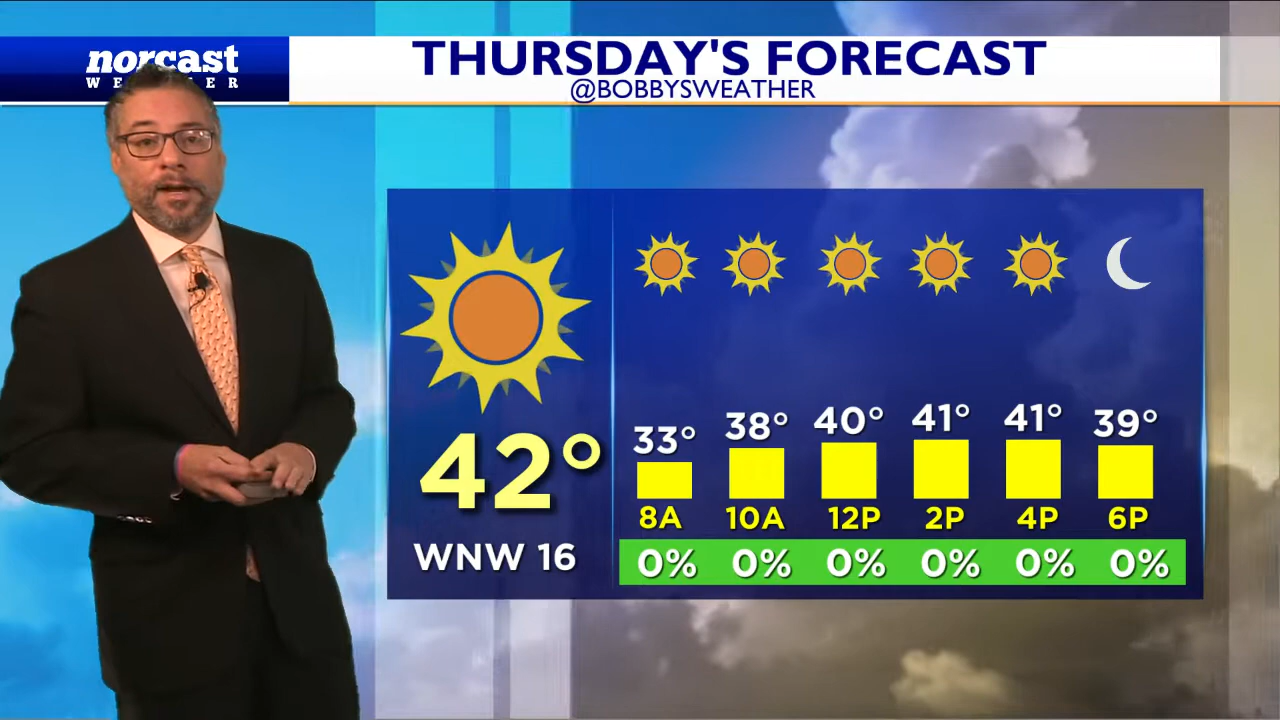 norcast
WEATHER
THURSDAY'S FORECAST
@BOBBYSWEATHER
42°
WNW 16
33° 38° 40° 41° 41° 39°
8A 10A 12P 2P 4P 6P
0% 0% 0% 0% 0% 0%